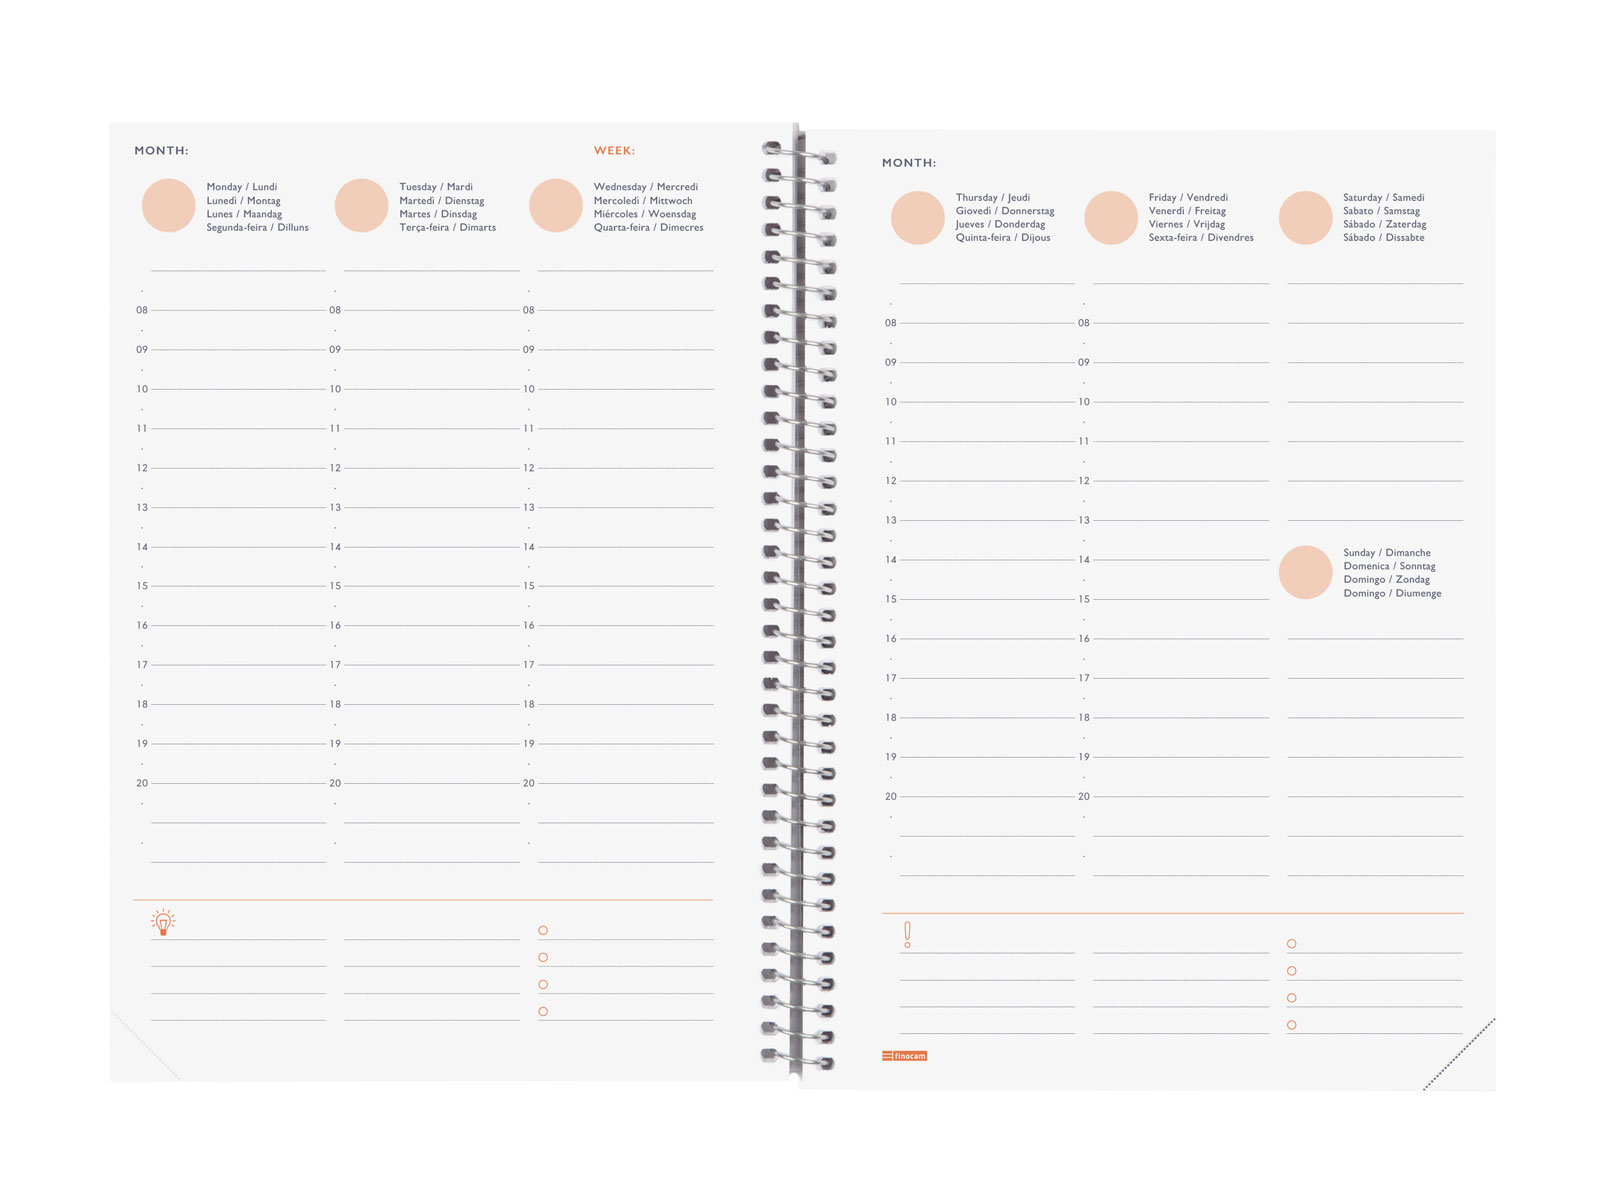 MONTH:
WEEK:
Monday / Lundi
Lunedì / Montag
Lunes / Maandag
Segunda-feira / Dilluns
Tuesday / Mardi
Martedì / Dienstag
Martes / Dinsdag
Terça-feira / Dimarts
Wednesday / Mercredi
Mercoledì / Mittwoch
Miércoles / Woensdag
Quarta-feira / Dimecres
08 08 08
09 09 09
10 10 10
11 11 11
12 12 12
13 13 13
14 14 14
15 15 15
16 16 16
17 17 17
18 18 18
19 19 19
20 20 20
MONTH:
Thursday / Jeudi
Giovedì / Donnerstag
Jueves / Donderdag
Quinta-feira / Dijous
Friday / Vendredi
Venerdì / Freitag
Viernes / Vrijdag
Sexta-feira / Divendres
Saturday / Samedi
Sabato / Samstag
Sábado / Zaterdag
Sábado / Dissabte
08 08
09 09
10 10
11 11
12 12
13 13
14 14
15 15
16 16
17 17
18 18
19 19
20 20
Sunday / Dimanche
Domenica / Sonntag
Domingo / Zondag
Domingo / Diumenge
!
finocam